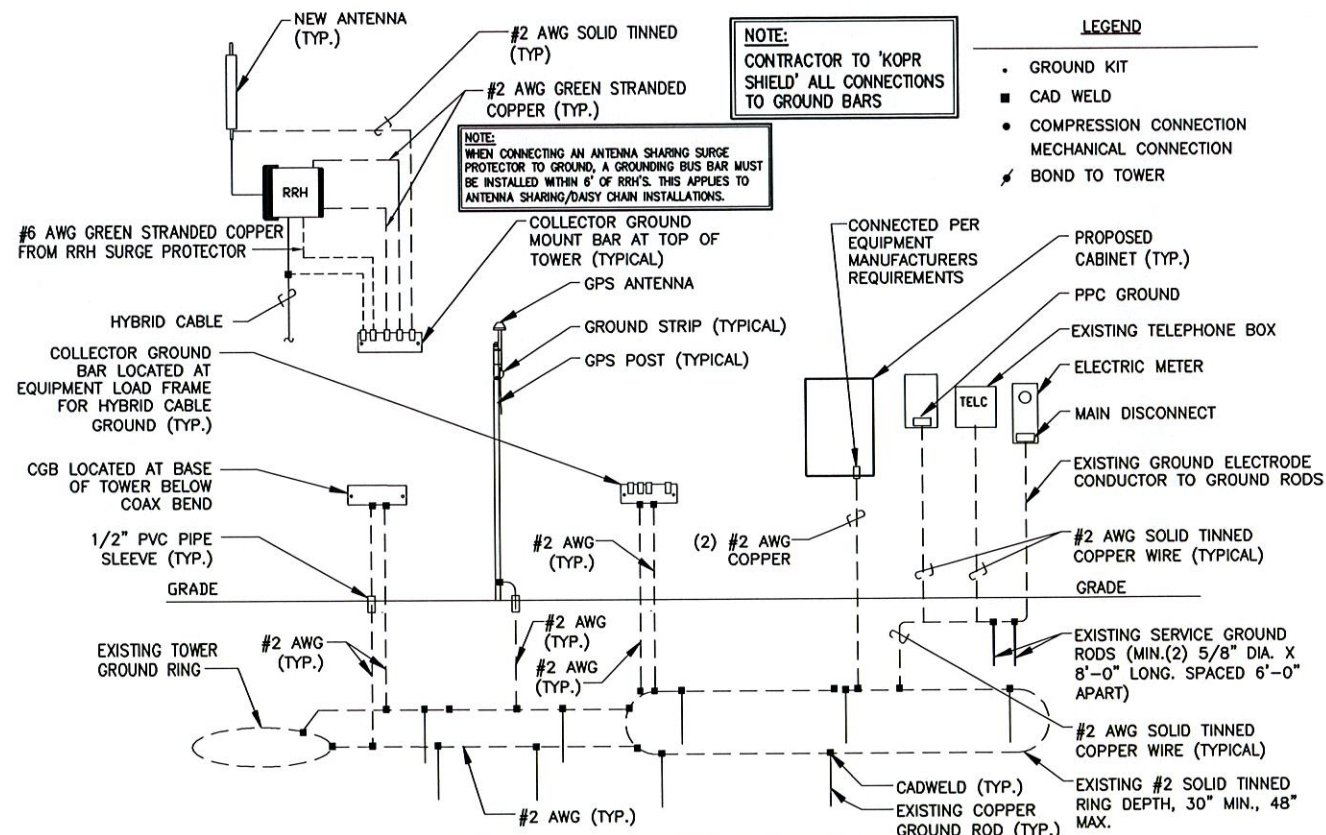 NEW ANTENNA
(TYP.)
#2 AWG SOLID TINNED
(TYP)
#2 AWG GREEN STRANDED
COPPER (TYP.)
NOTE:
CONTRACTOR TO 'KOPR
SHIELD' ALL CONNECTIONS
TO GROUND BARS
LEGEND
GROUND KIT
CAD WELD
COMPRESSION CONNECTION
MECHANICAL CONNECTION
BOND TO TOWER
NOTE:
WHEN CONNECTING AN ANTENNA SHARING SURGE
PROTECTOR TO GROUND, A GROUNDING BUS BAR MUST
BE INSTALLED WITHIN 6' OF RRH'S. THIS APPLIES TO
ANTENNA SHARING/DAISY CHAIN INSTALLATIONS.
RRH
#6 AWG GREEN STRANDED COPPER
FROM RRH SURGE PROTECTOR
HYBRID CABLE
COLLECTOR GROUND
MOUNT BAR AT TOP OF
TOWER (TYPICAL)
GPS ANTENNA
GROUND STRIP (TYPICAL)
GPS POST (TYPICAL)
COLLECTOR GROUND
BAR LOCATED AT
EQUIPMENT LOAD FRAME
FOR HYBRID CABLE
GROUND (TYP.)
CGB LOCATED AT BASE
OF TOWER BELOW
COAX BEND
1/2" PVC PIPE
SLEEVE (TYP.)
GRADE
CONNECTED PER
EQUIPMENT
MANUFACTURERS
REQUIREMENTS
PROPOSED
CABINET (TYP.)
PPC GROUND
EXISTING TELEPHONE BOX
TELC
ELECTRIC METER
MAIN DISCONNECT
EXISTING GROUND ELECTRODE
CONDUCTOR TO GROUND RODS
#2 AWG
(TYP.)
(2) #2 AWG
COPPER
#2 AWG SOLID TINNED
COPPER WIRE (TYPICAL)
GRADE
EXISTING TOWER
GROUND RING
#2 AWG
(TYP.)
#2 AWG
(TYP.)
#2 AWG
(TYP.)
EXISTING SERVICE GROUND
RODS (MIN.(2) 5/8" DIA. X
8'-0" LONG. SPACED 6'-0"
APART)
#2 AWG SOLID TINNED
COPPER WIRE (TYPICAL)
#2 AWG (TYP.)
CADWELD (TYP.)
EXISTING COPPER
GROUND ROD (TYP.)
EXISTING #2 SOLID TINNED
RING DEPTH, 30" MIN., 48"
MAX.